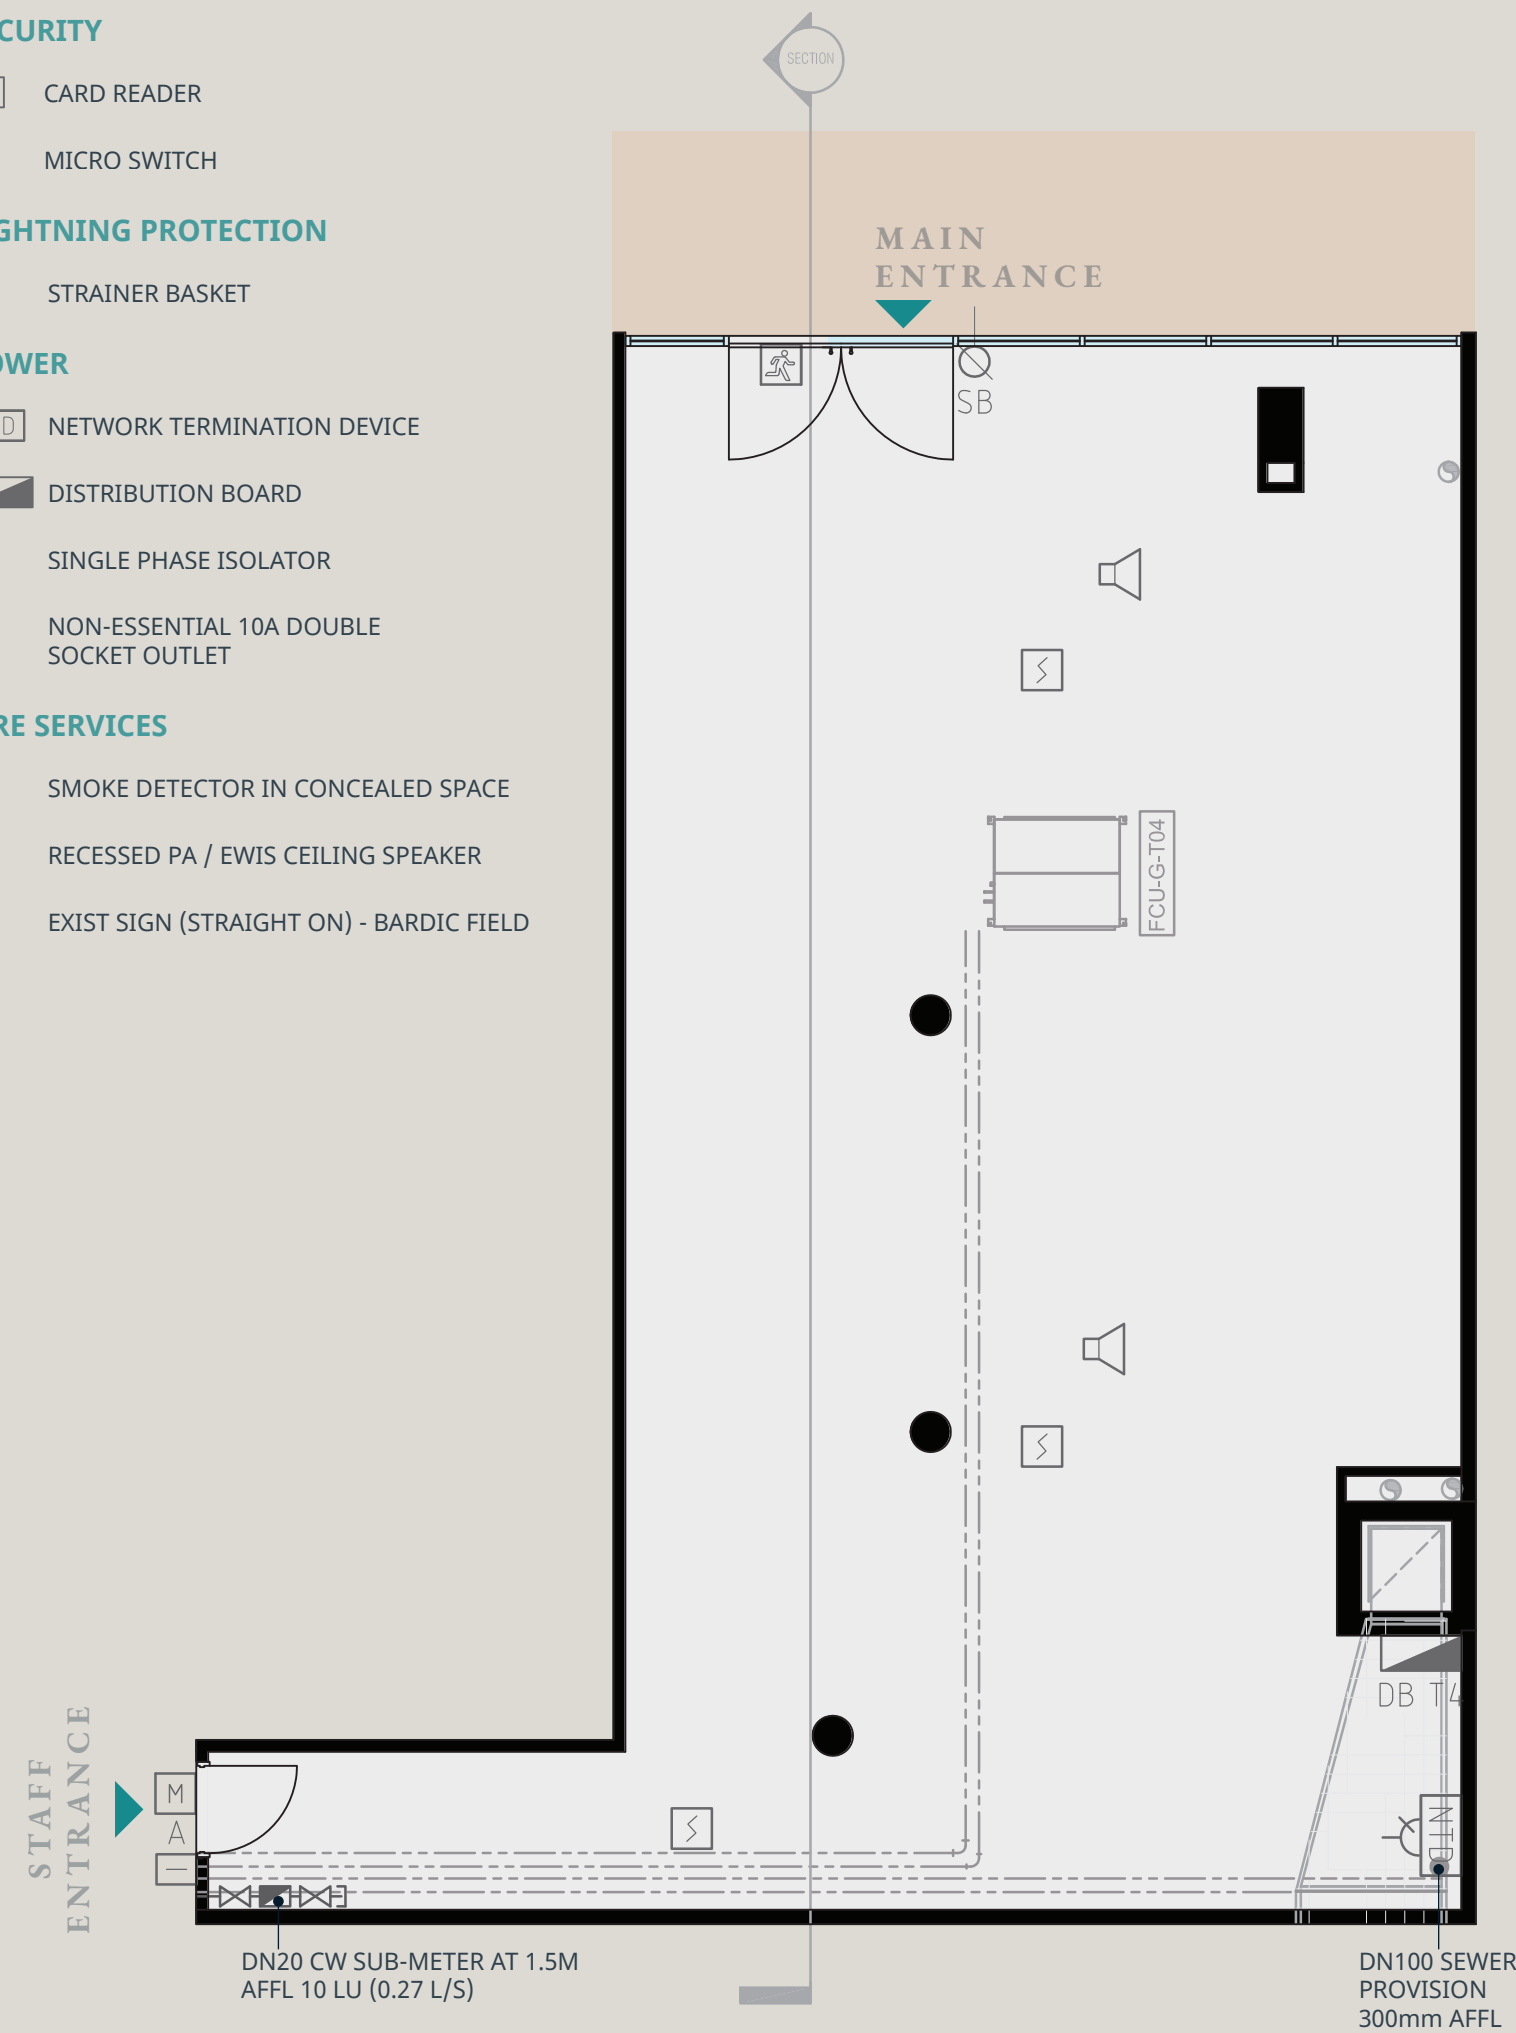 CURITY
CARD READER
MICRO SWITCH
GHTNING PROTECTION
STRAINER BASKET
OWER
D
NETWORK TERMINATION DEVICE
DISTRIBUTION BOARD
SINGLE PHASE ISOLATOR
NON-ESSENTIAL 10A DOUBLE
SOCKET OUTLET
RE SERVICES
SMOKE DETECTOR IN CONCEALED SPACE
RECESSED PA / EWIS CEILING SPEAKER
EXIST SIGN (STRAIGHT ON) - BARDIC FIELD
SECTION
MAIN
ENTRANCE
SB
S
FCU-G-T04
S
DB T4
STAFF
ENTRANCE
M
A
S
NTD
DN20 CW SUB-METER AT 1.5M
AFFL 10 LU (0.27 L/S)
DN100 SEWER
PROVISION
300mm AFFL